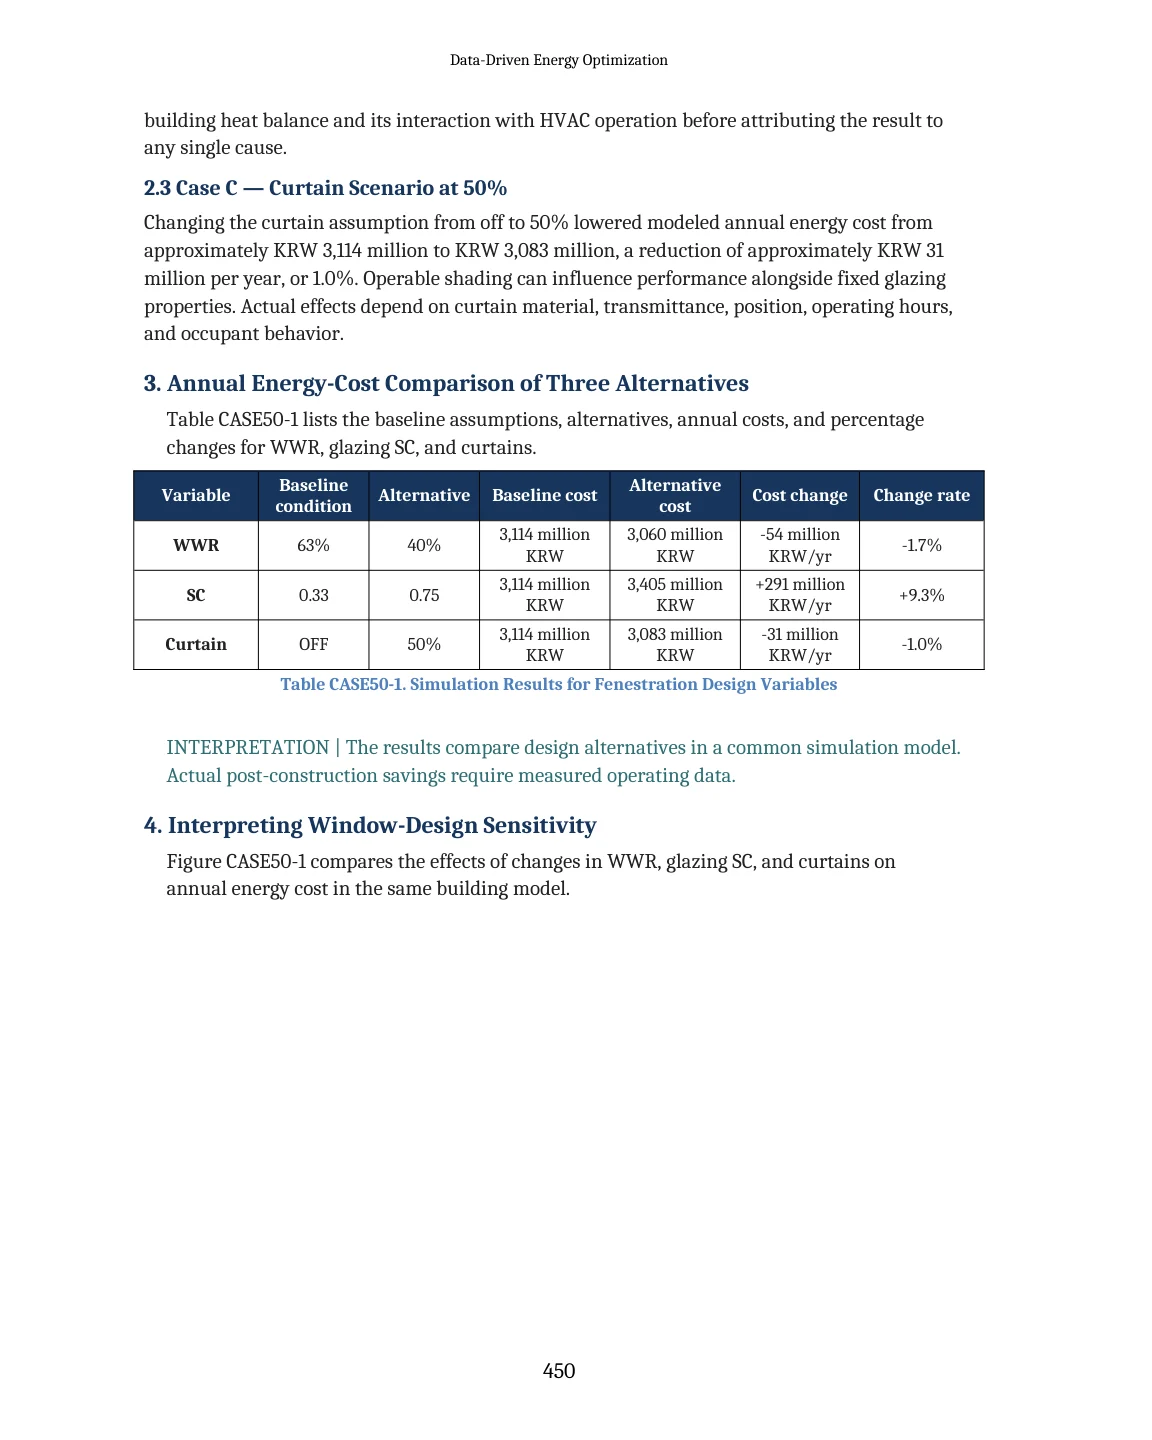 Data-Driven Energy Optimization
building heat balance and its interaction with HVAC operation before attributing the result to
any single cause.
2.3 Case C — Curtain Scenario at 50%
Changing the curtain assumption from off to 50% lowered modeled annual energy cost from
approximately KRW 3,114 million to KRW 3,083 million, a reduction of approximately KRW 31
million per year, or 1.0%. Operable shading can influence performance alongside fixed glazing
properties. Actual effects depend on curtain material, transmittance, position, operating hours,
and occupant behavior.
3. Annual Energy-Cost Comparison of Three Alternatives
Table CASE50-1 lists the baseline assumptions, alternatives, annual costs, and percentage
changes for WWR, glazing SC, and curtains.
Variable Baseline condition Alternative Baseline cost Alternative cost Cost change Change rate
WWR 63% 40% 3,114 million KRW 3,060 million KRW -54 million KRW/yr -1.7%
SC 0.33 0.75 3,114 million KRW 3,405 million KRW +291 million KRW/yr +9.3%
Curtain OFF 50% 3,114 million KRW 3,083 million KRW -31 million KRW/yr -1.0%
Table CASE50-1. Simulation Results for Fenestration Design Variables
INTERPRETATION | The results compare design alternatives in a common simulation model.
Actual post-construction savings require measured operating data.
4. Interpreting Window-Design Sensitivity
Figure CASE50-1 compares the effects of changes in WWR, glazing SC, and curtains on
annual energy cost in the same building model.
450